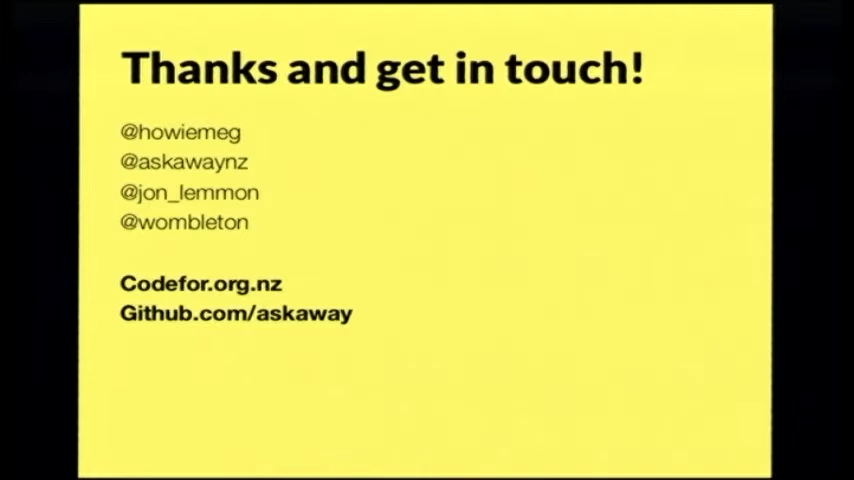 Thanks and get in touch!
@howiemeg
@askawaynz
@jon_lemmon
@wombleton
Codefor.org.nz
Github.com/askaway